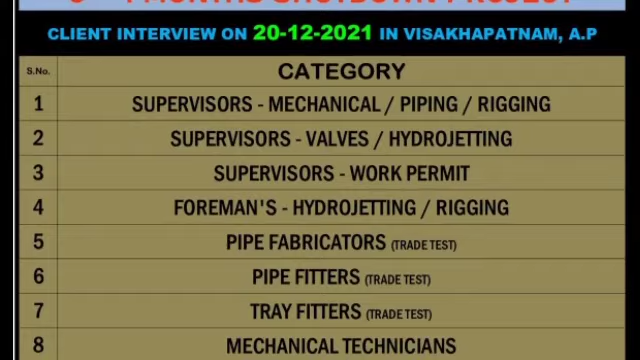 CLIENT INTERVIEW ON 20-12-2021 IN VISAKHAPATNAM, A.P
S.No. CATEGORY
1 SUPERVISORS - MECHANICAL / PIPING / RIGGING
2 SUPERVISORS - VALVES / HYDROJETTING
3 SUPERVISORS - WORK PERMIT
4 FOREMAN'S - HYDROJETTING / RIGGING
5 PIPE FABRICATORS (TRADE TEST)
6 PIPE FITTERS (TRADE TEST)
7 TRAY FITTERS (TRADE TEST)
8 MECHANICAL TECHNICIANS